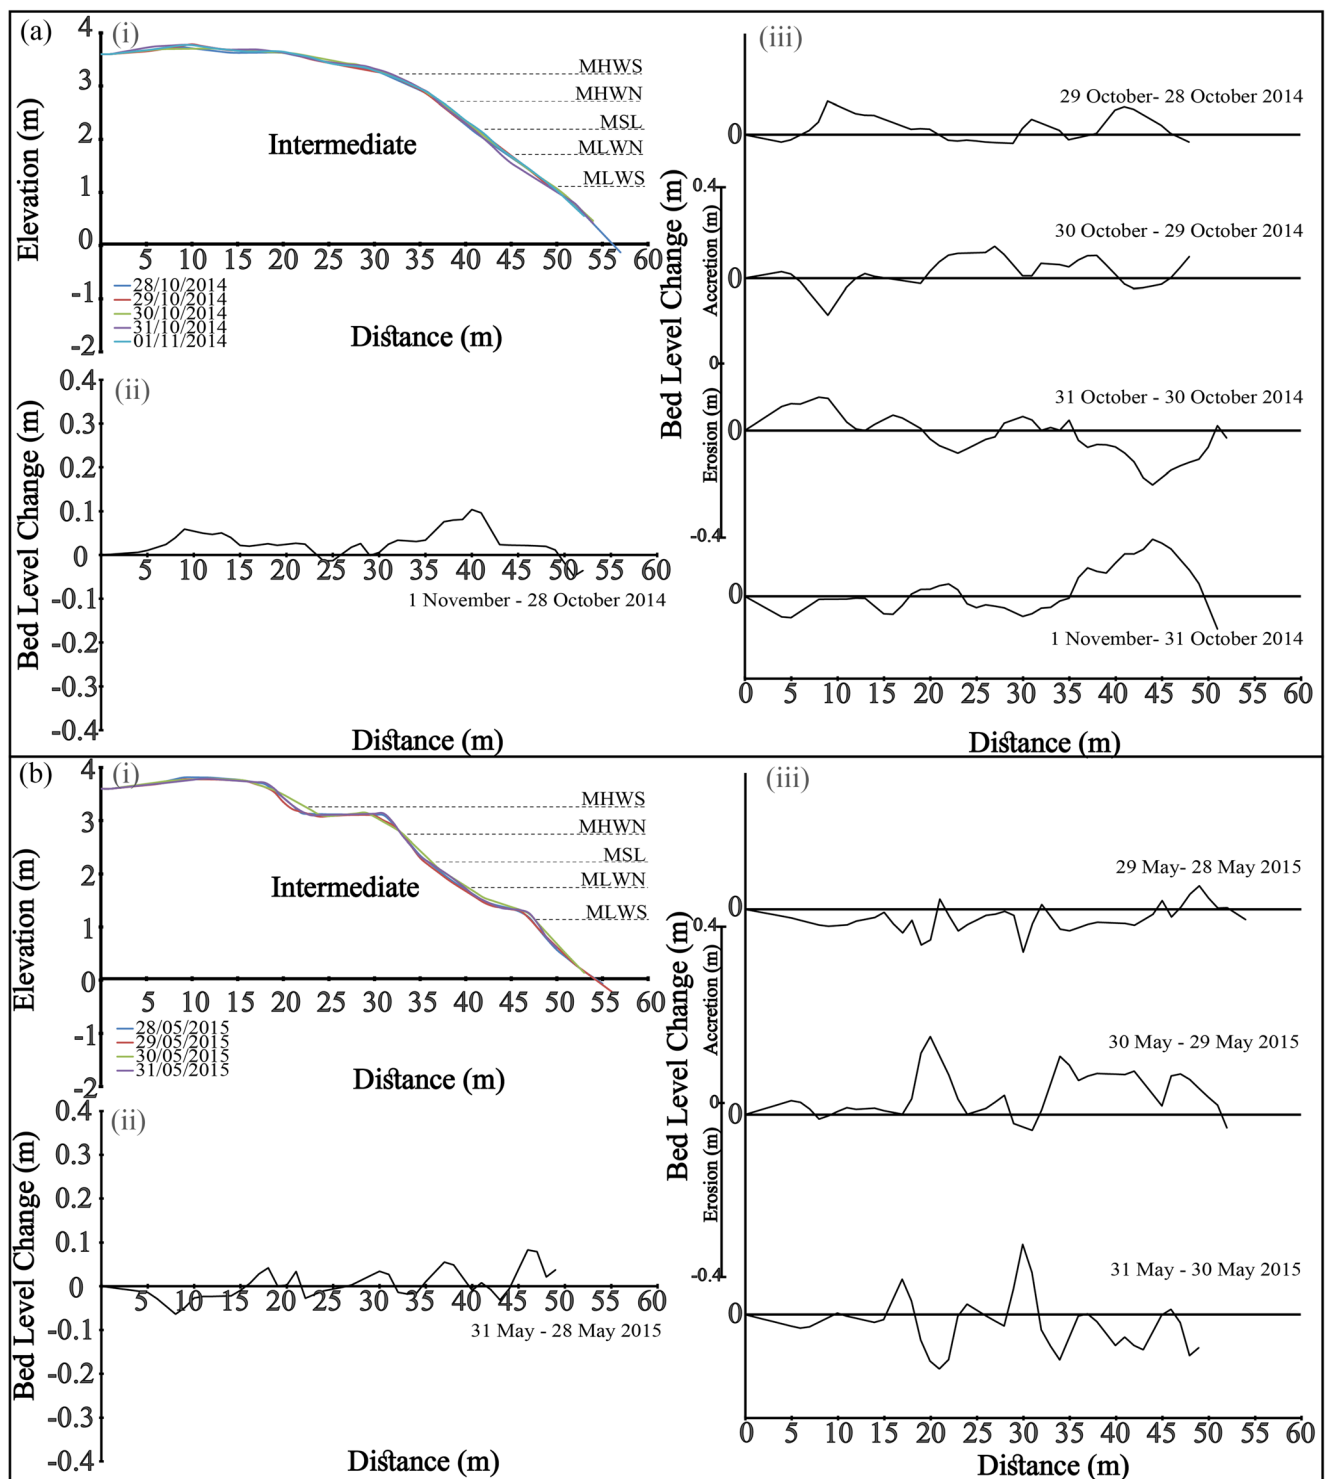 (a)
(i)
4
3
2
1
0
-1
-2
Elevation (m)
MHWS
MHWN
MSL
MLWN
MLWS
Intermediate
5 10 15 20 25 30 35 40 45 50 55 60
28/10/2014
29/10/2014
30/10/2014
31/10/2014
01/11/2014
Distance (m)
(ii)
0.4
0.3
0.2
0.1
0
-0.1
-0.2
-0.3
-0.4
Bed Level Change (m)
5 10 15 20 25 30 35 40 45 50 55 60
1 November - 28 October 2014
Distance (m)
(iii)
Bed Level Change (m)
Accretion (m)
Erosion (m)
0.4
0
-0.4
29 October- 28 October 2014
0
30 October - 29 October 2014
0
31 October - 30 October 2014
0
0
1 November- 31 October 2014
0 5 10 15 20 25 30 35 40 45 50 55 60
Distance (m)
(b)
(i)
4
3
2
1
0
-1
-2
Elevation (m)
MHWS
MHWN
MSL
MLWN
MLWS
Intermediate
5 10 15 20 25 30 35 40 45 50 55 60
28/05/2015
29/05/2015
30/05/2015
31/05/2015
Distance (m)
(ii)
0.4
0.3
0.2
0.1
0
-0.1
-0.2
-0.3
-0.4
Bed Level Change (m)
5 10 15 20 25 30 35 40 45 50 55 60
31 May - 28 May 2015
Distance (m)
(iii)
Bed Level Change (m)
Accretion (m)
Erosion (m)
0.4
0
-0.4
29 May- 28 May 2015
0
30 May - 29 May 2015
0
31 May - 30 May 2015
0
0 5 10 15 20 25 30 35 40 45 50 55 60
Distance (m)